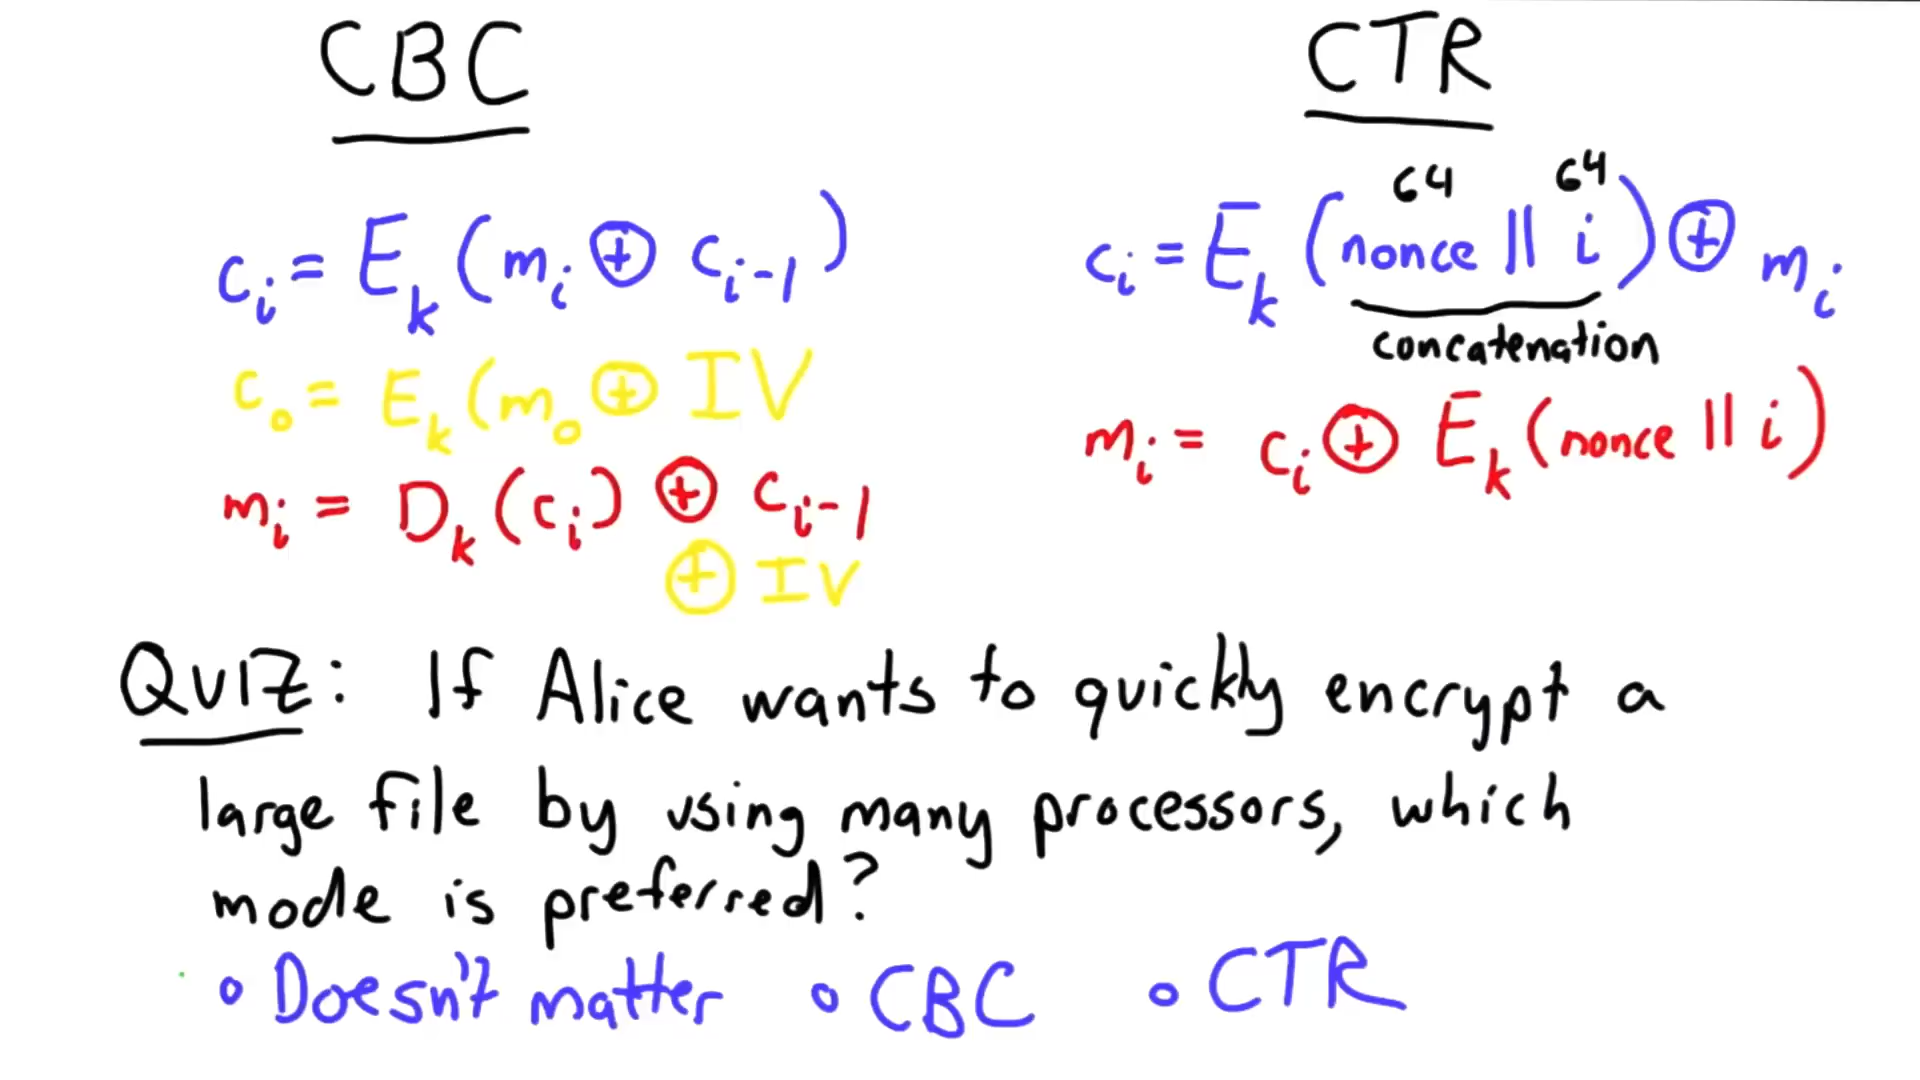 CBC
CTR
64 64
cᵢ = Eₖ(mᵢ ⊕ cᵢ₋₁)
cᵢ = Eₖ(nonce || i) ⊕ mᵢ
concatenation
c₀ = Eₖ(m₀ ⊕ IV
mᵢ = cᵢ ⊕ Eₖ(nonce || i)
mᵢ = Dₖ(cᵢ) ⊕ cᵢ₋₁
⊕ IV
QUIZ: If Alice wants to quickly encrypt a
large file by using many processors, which
mode is preferred?
o Doesn't matter o CBC o CTR